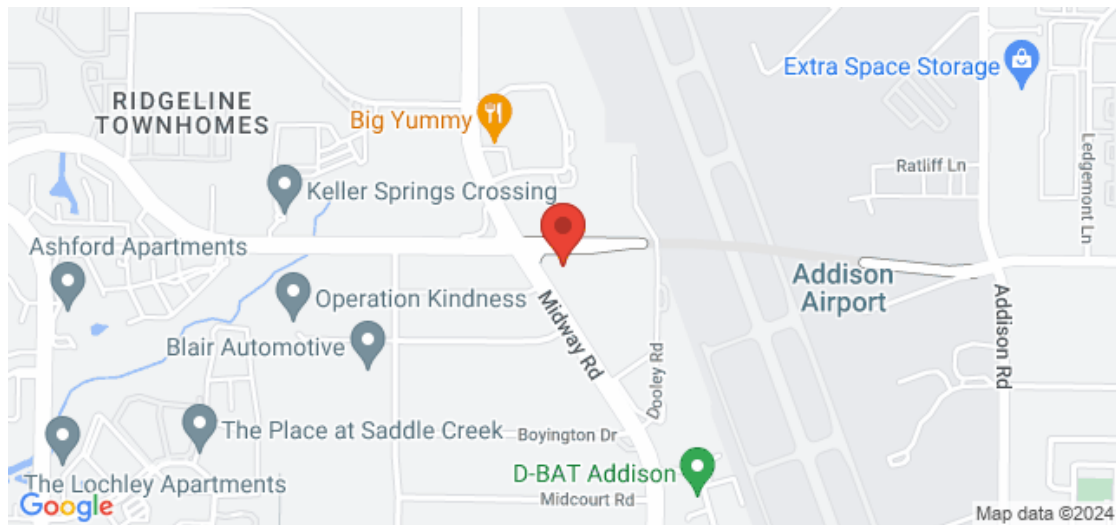 Extra Space Storage
RIDGELINE
TOWNHOMES
Big Yummy
Ratliff Ln
Ledgemont Ln
Keller Springs Crossing
Ashford Apartments
Addison
Airport
Operation Kindness
Midway Rd
Addison Rd
Blair Automotive
Dooley Rd
The Place at Saddle Creek
Boyington Dr
D-BAT Addison
The Lochley Apartments
Midcourt Rd
Google
Map data ©2024